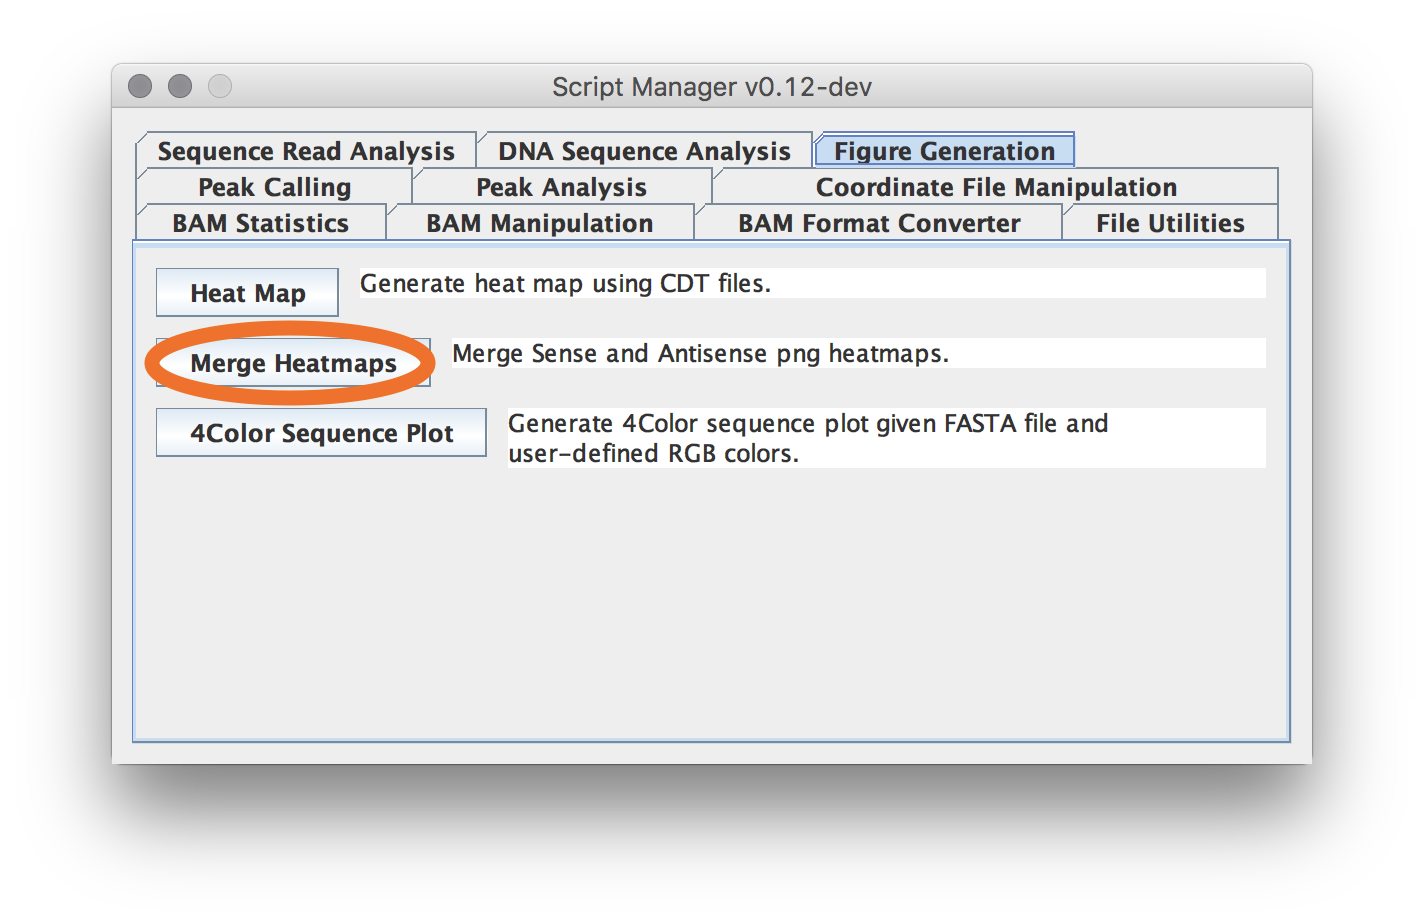 Script Manager v0.12-dev
Sequence Read Analysis DNA Sequence Analysis Figure Generation
Peak Calling Peak Analysis Coordinate File Manipulation
BAM Statistics BAM Manipulation BAM Format Converter File Utilities
Heat Map Generate heat map using CDT files.
Merge Heatmaps Merge Sense and Antisense png heatmaps.
4Color Sequence Plot Generate 4Color sequence plot given FASTA file and
user-defined RGB colors.